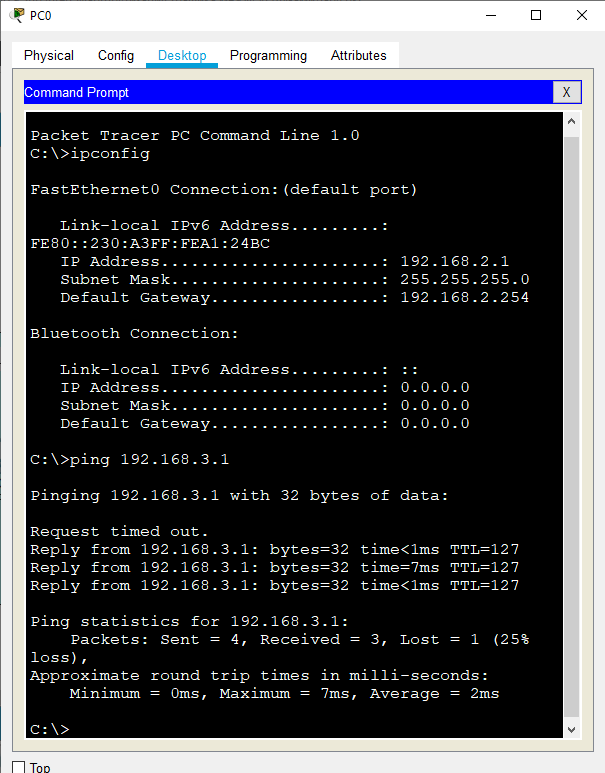 PC0
Physical Config Desktop Programming Attributes
Command Prompt X
Packet Tracer PC Command Line 1.0
C:\>ipconfig
FastEthernet0 Connection:(default port)
Link-local IPv6 Address.........:
FE80::230:A3FF:FEA1:24BC
IP Address......................: 192.168.2.1
Subnet Mask.....................: 255.255.255.0
Default Gateway.................: 192.168.2.254
Bluetooth Connection:
Link-local IPv6 Address.........: ::
IP Address......................: 0.0.0.0
Subnet Mask.....................: 0.0.0.0
Default Gateway.................: 0.0.0.0
C:\>ping 192.168.3.1
Pinging 192.168.3.1 with 32 bytes of data:
Request timed out.
Reply from 192.168.3.1: bytes=32 time<1ms TTL=127
Reply from 192.168.3.1: bytes=32 time=7ms TTL=127
Reply from 192.168.3.1: bytes=32 time<1ms TTL=127
Ping statistics for 192.168.3.1:
Packets: Sent = 4, Received = 3, Lost = 1 (25%
loss),
Approximate round trip times in milli-seconds:
Minimum = 0ms, Maximum = 7ms, Average = 2ms
C:\>
Top